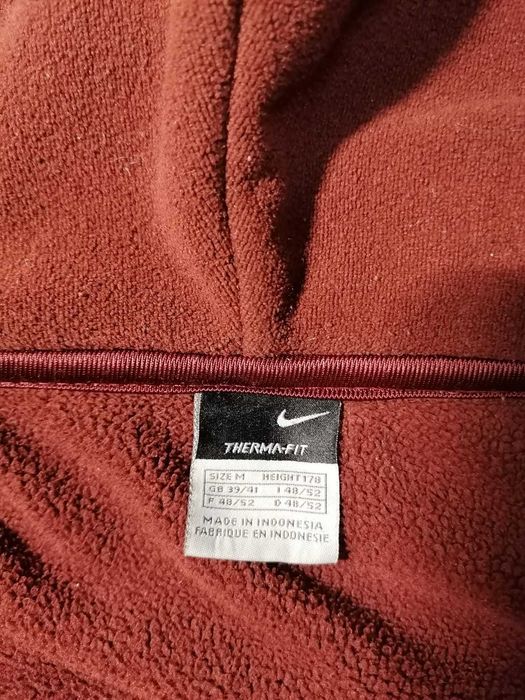 THERMA-FIT
SIZE M HEIGHT 178
GB 39/41 I 48/52
F 48/52 D 48/52
MADE IN INDONESIA
FABRIQUE EN INDONESIE